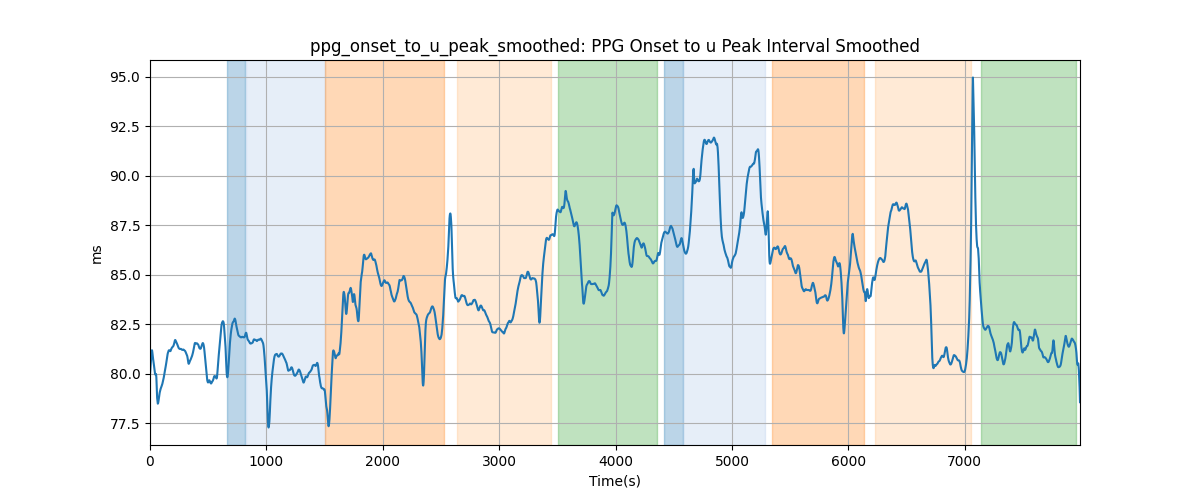 ppg_onset_to_u_peak_smoothed: PPG Onset to u Peak Interval Smoothed
95.0
92.5
90.0
87.5
85.0
82.5
80.0
77.5
ms
0 1000 2000 3000 4000 5000 6000 7000
Time(s)